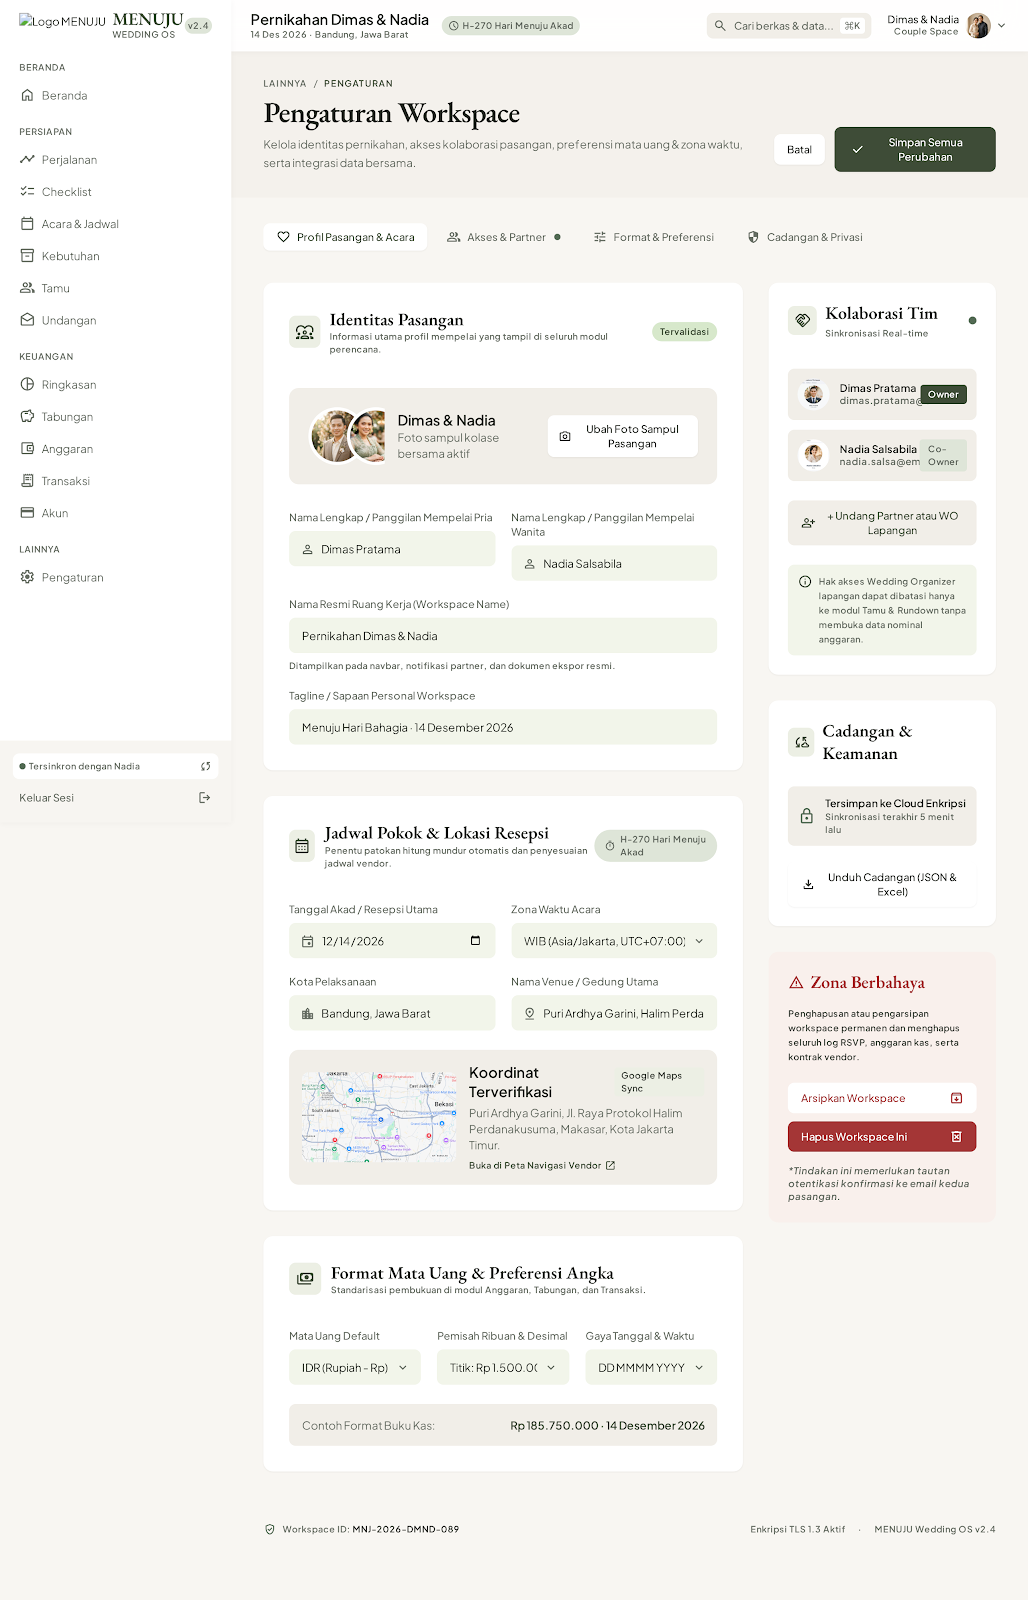 Logo MENUJU
MENUJU
WEDDING OS
v2.4
BERANDA
Beranda
PERSIAPAN
Perjalanan
Checklist
Acara & Jadwal
Kebutuhan
Tamu
Undangan
KEUANGAN
Ringkasan
Tabungan
Anggaran
Transaksi
Akun
LAINNYA
Pengaturan
Tersinkron dengan Nadia
Keluar Sesi
Pernikahan Dimas & Nadia
14 Des 2026 · Bandung, Jawa Barat
H-270 Hari Menuju Akad
Cari berkas & data...
⌘K
Dimas & Nadia
Couple Space
LAINNYA / PENGATURAN
Pengaturan Workspace
Kelola identitas pernikahan, akses kolaborasi pasangan, preferensi mata uang & zona waktu,
serta integrasi data bersama.
Batal
Simpan Semua
Perubahan
Profil Pasangan & Acara
Akses & Partner
Format & Preferensi
Cadangan & Privasi
Identitas Pasangan
Informasi utama profil mempelai yang tampil di seluruh modul
perencana.
Tervalidasi
Dimas & Nadia
Foto sampul kolase
bersama aktif
Ubah Foto Sampul
Pasangan
Nama Lengkap / Panggilan Mempelai Pria
Dimas Pratama
Nama Lengkap / Panggilan Mempelai
Wanita
Nadia Salsabila
Nama Resmi Ruang Kerja (Workspace Name)
Pernikahan Dimas & Nadia
Ditampilkan pada navbar, notifikasi partner, dan dokumen ekspor resmi.
Tagline / Sapaan Personal Workspace
Menuju Hari Bahagia · 14 Desember 2026
Jadwal Pokok & Lokasi Resepsi
Penentu patokan hitung mundur otomatis dan penyesuaian
jadwal vendor.
H-270 Hari Menuju
Akad
Tanggal Akad / Resepsi Utama
12/14/2026
Zona Waktu Acara
WIB (Asia/Jakarta, UTC+07:00)
Kota Pelaksanaan
Bandung, Jawa Barat
Nama Venue / Gedung Utama
Puri Ardhya Garini, Halim Perda
Koordinat
Terverifikasi
Google Maps
Sync
Puri Ardhya Garini, Jl. Raya Protokol Halim
Perdanakusuma, Makasar, Kota Jakarta
Timur.
Buka di Peta Navigasi Vendor
Format Mata Uang & Preferensi Angka
Standarisasi pembukuan di modul Anggaran, Tabungan, dan Transaksi.
Mata Uang Default
IDR (Rupiah - Rp)
Pemisah Ribuan & Desimal
Titik: Rp 1.500.00
Gaya Tanggal & Waktu
DD MMMM YYYY
Contoh Format Buku Kas:
Rp 185.750.000 · 14 Desember 2026
Kolaborasi Tim
Sinkronisasi Real-time
Dimas Pratama
dimas.pratama@
Owner
Nadia Salsabila
nadia.salsa@em
Co-
Owner
+ Undang Partner atau WO
Lapangan
Hak akses Wedding Organizer
lapangan dapat dibatasi hanya
ke modul Tamu & Rundown tanpa
membuka data nominal
anggaran.
Cadangan &
Keamanan
Tersimpan ke Cloud Enkripsi
Sinkronisasi terakhir 5 menit
lalu
Unduh Cadangan (JSON &
Excel)
Zona Berbahaya
Penghapusan atau pengarsipan
workspace permanen dan menghapus
seluruh log RSVP, anggaran kas, serta
kontrak vendor.
Arsipkan Workspace
Hapus Workspace Ini
*Tindakan ini memerlukan tautan
otentikasi konfirmasi ke email kedua
pasangan.
Workspace ID: MNJ-2026-DMND-089
Enkripsi TLS 1.3 Aktif · MENUJU Wedding OS v2.4